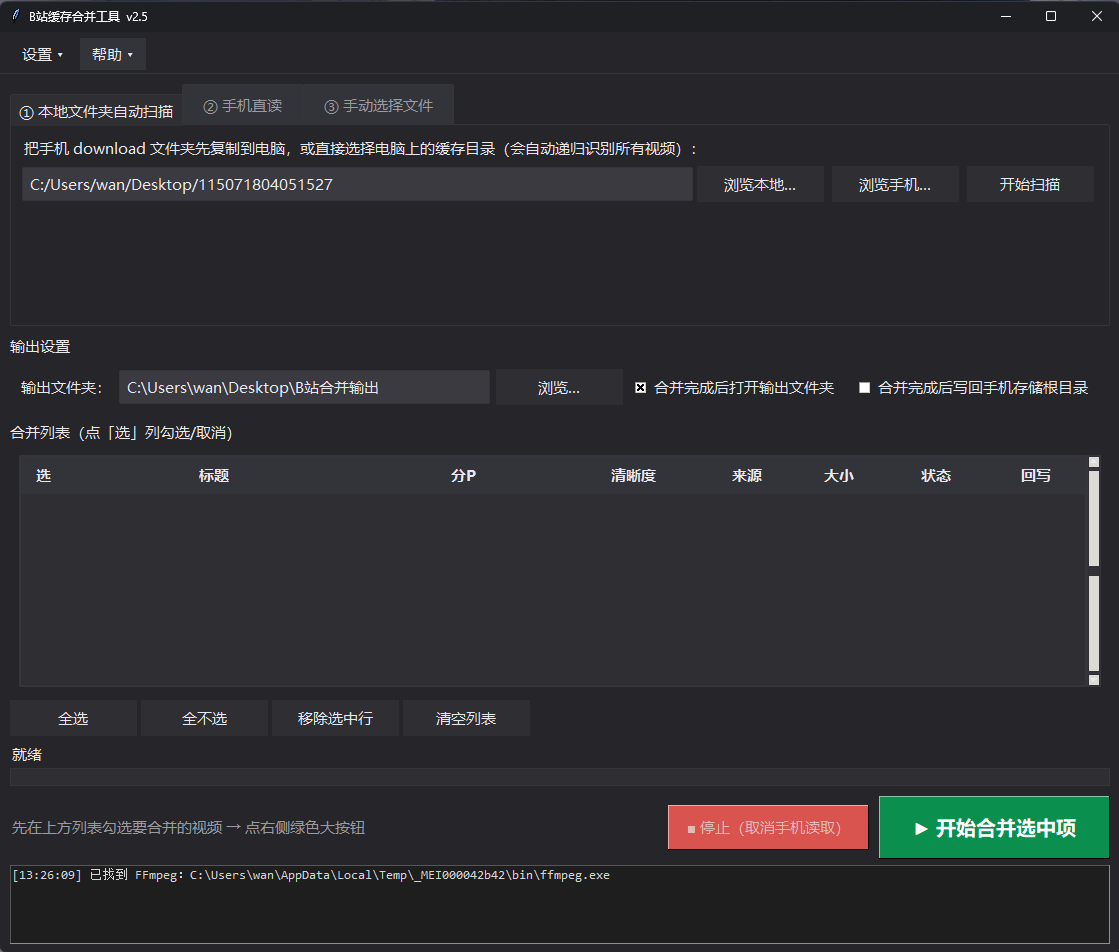 B站缓存合并工具 v2.5
设置 ▾ 帮助 ▾
① 本地文件夹自动扫描 ② 手机直读 ③ 手动选择文件
把手机 download 文件夹先复制到电脑，或直接选择电脑上的缓存目录（会自动递归识别所有视频）：
C:/Users/wan/Desktop/115071804051527 浏览本地... 浏览手机... 开始扫描
输出设置
输出文件夹： C:\Users\wan\Desktop\B站合并输出 浏览... 合并完成后打开输出文件夹 合并完成后写回手机存储根目录
合并列表（点「选」列勾选/取消）
选 标题 分P 清晰度 来源 大小 状态 回写
全选 全不选 移除选中行 清空列表
就绪
先在上方列表勾选要合并的视频 → 点右侧绿色大按钮 ■ 停止（取消手机读取） ▶ 开始合并选中项
[13:26:09] 已找到 FFmpeg：C:\Users\wan\AppData\Local\Temp\_MEI000042b42\bin\ffmpeg.exe